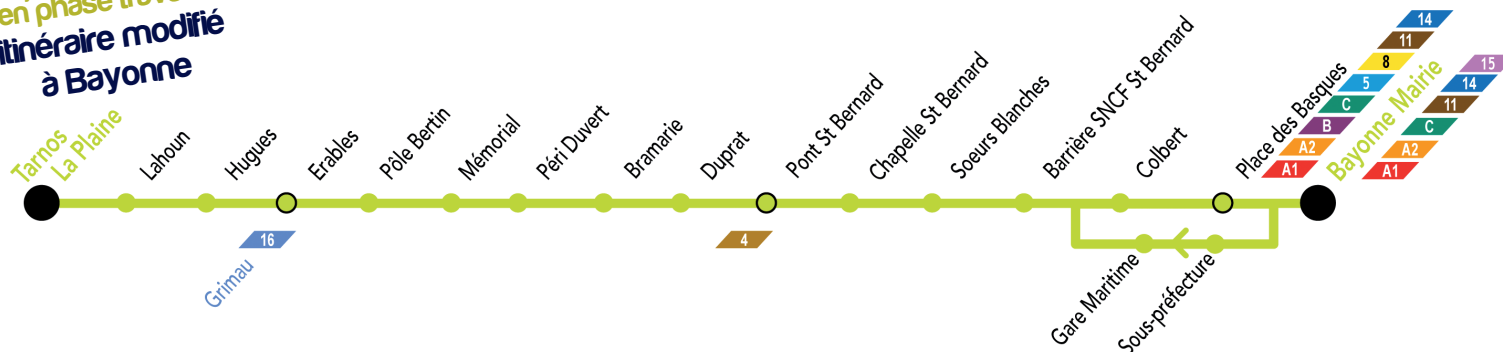 en phase
itinéraire modifié
à Bayonne
Tarnos
La Plaine
Lahoun
Hugues
Erables
Pôle Bertin
Mémorial
Péri Duvert
Bramarie
Duprat
Pont St Bernard
Chapelle St Bernard
Soeurs Blanches
Barrière SNCF St Bernard
Colbert
Place des Basques
14
11
8
5
C
B
A2
A1
Bayonne Mairie
15
14
11
C
A2
A1
16
Grimau
4
Gare Maritime
Sous-préfecture